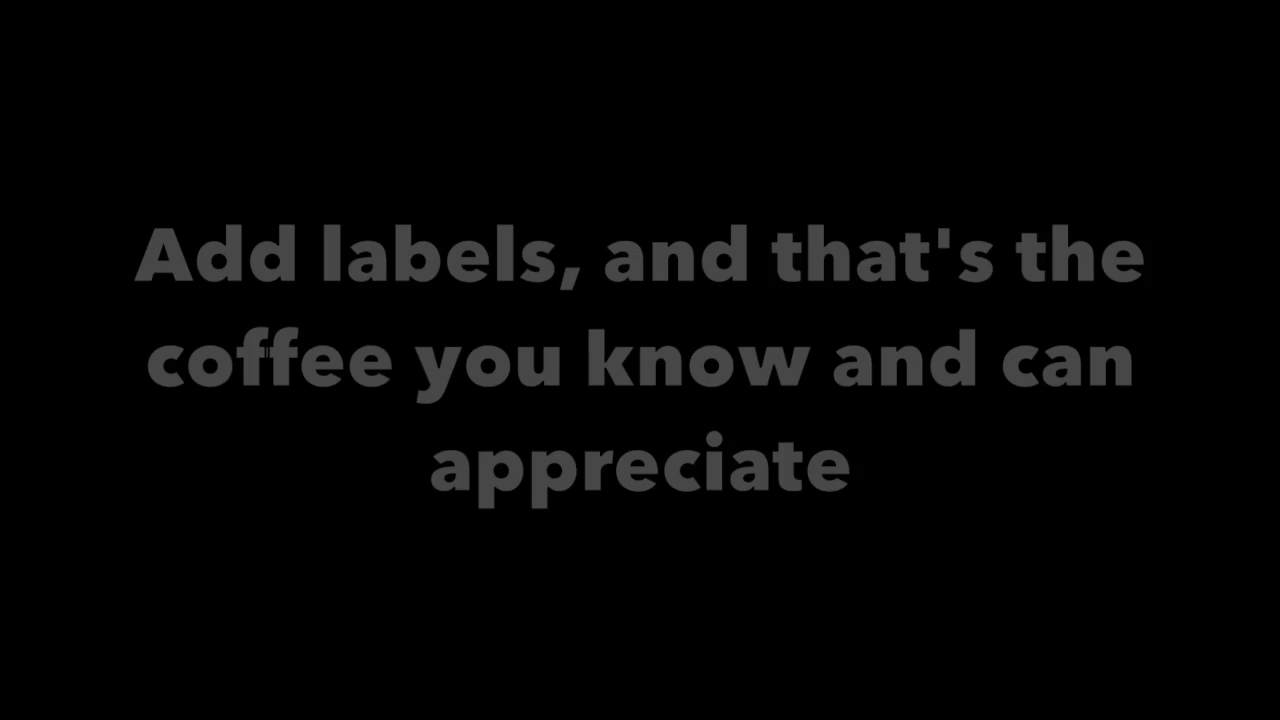 Add labels, and that's the
coffee you know and can
appreciate